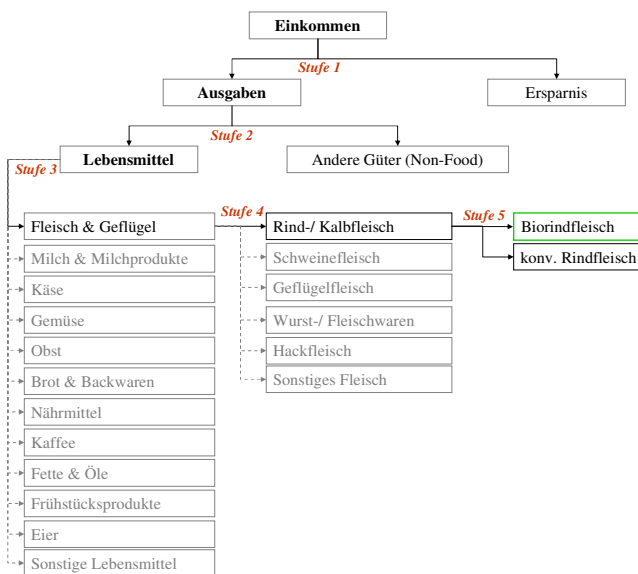 Einkommen
Stufe 1
Ausgaben
Ersparnis
Stufe 2
Lebensmittel
Andere Güter (Non-Food)
Stufe 3
Stufe 4
Stufe 5
Fleisch & Geflügel
Rind-/ Kalbfleisch
Biorindfleisch
Milch & Milchprodukte
Schweinefleisch
konv. Rindfleisch
Käse
Geflügelfleisch
Gemüse
Wurst-/ Fleischwaren
Obst
Hackfleisch
Brot & Backwaren
Sonstiges Fleisch
Nährmittel
Kaffee
Fette & Öle
Frühstücksprodukte
Eier
Sonstige Lebensmittel